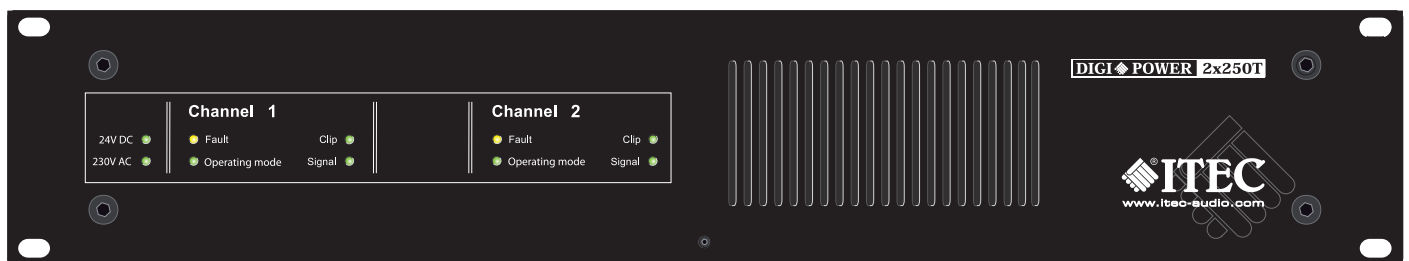 DIGI POWER 2x250T
Channel 1
Channel 2
24V DC
Fault
Clip
Fault
Clip
230V AC
Operating mode
Signal
Operating mode
Signal
® ITEC
www.itec-audio.com